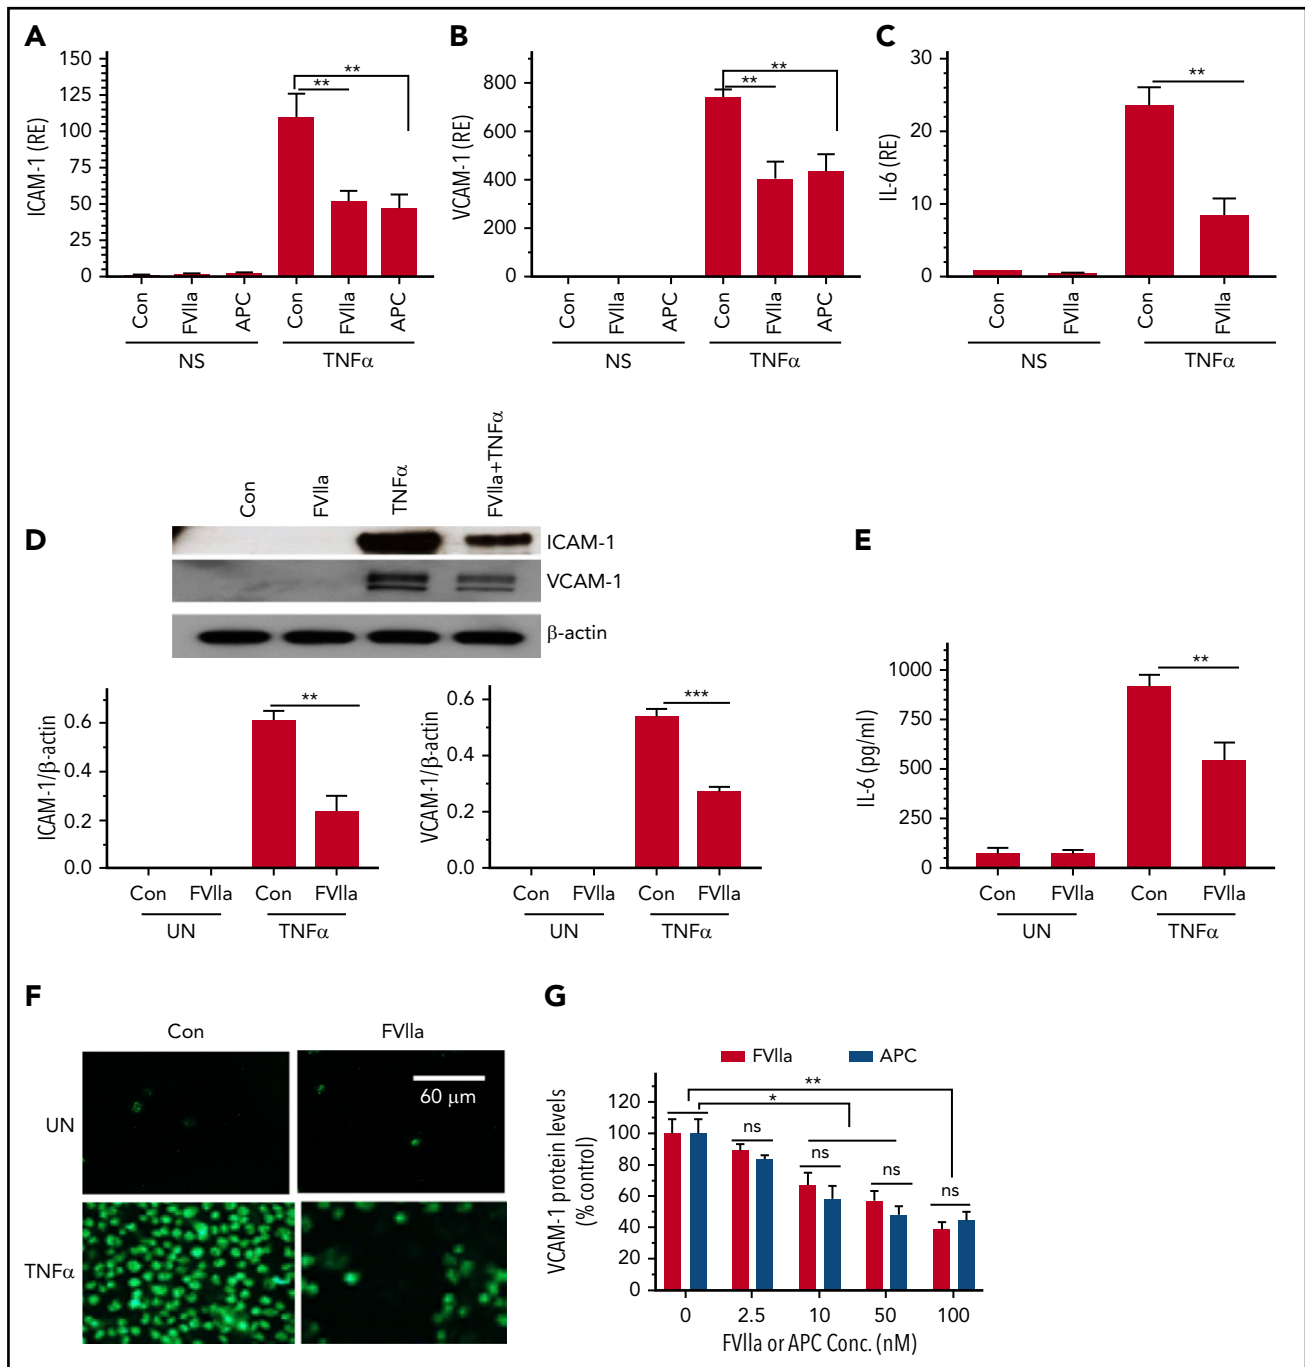 A
ICAM-1 (RE)
150
125
100
75
50
25
0
**
**
Con
FVIIa
APC
Con
FVIIa
APC
NS
TNFα
B
VCAM-1 (RE)
800
600
400
200
0
**
**
Con
FVIIa
APC
Con
FVIIa
APC
NS
TNFα
C
IL-6 (RE)
30
20
10
0
**
Con
FVIIa
Con
FVIIa
NS
TNFα
D
Con
FVIIa
TNFα
FVIIa+TNFα
ICAM-1
VCAM-1
β-actin
ICAM-1/β-actin
0.6
0.4
0.2
0.0
**
Con FVIIa Con FVIIa
UN TNFα
VCAM-1/β-actin
0.6
0.4
0.2
0.0
***
Con FVIIa Con FVIIa
UN TNFα
E
IL-6 (pg/ml)
1000
750
500
250
0
**
Con FVIIa Con FVIIa
UN TNFα
F
Con FVIIa
UN
60 μm
TNFα
G
FVIIa APC
VCAM-1 protein levels
(% control)
120
100
80
60
40
20
0
**
*
ns
ns
ns
ns
0 2.5 10 50 100
FVIIa or APC Conc. (nM)